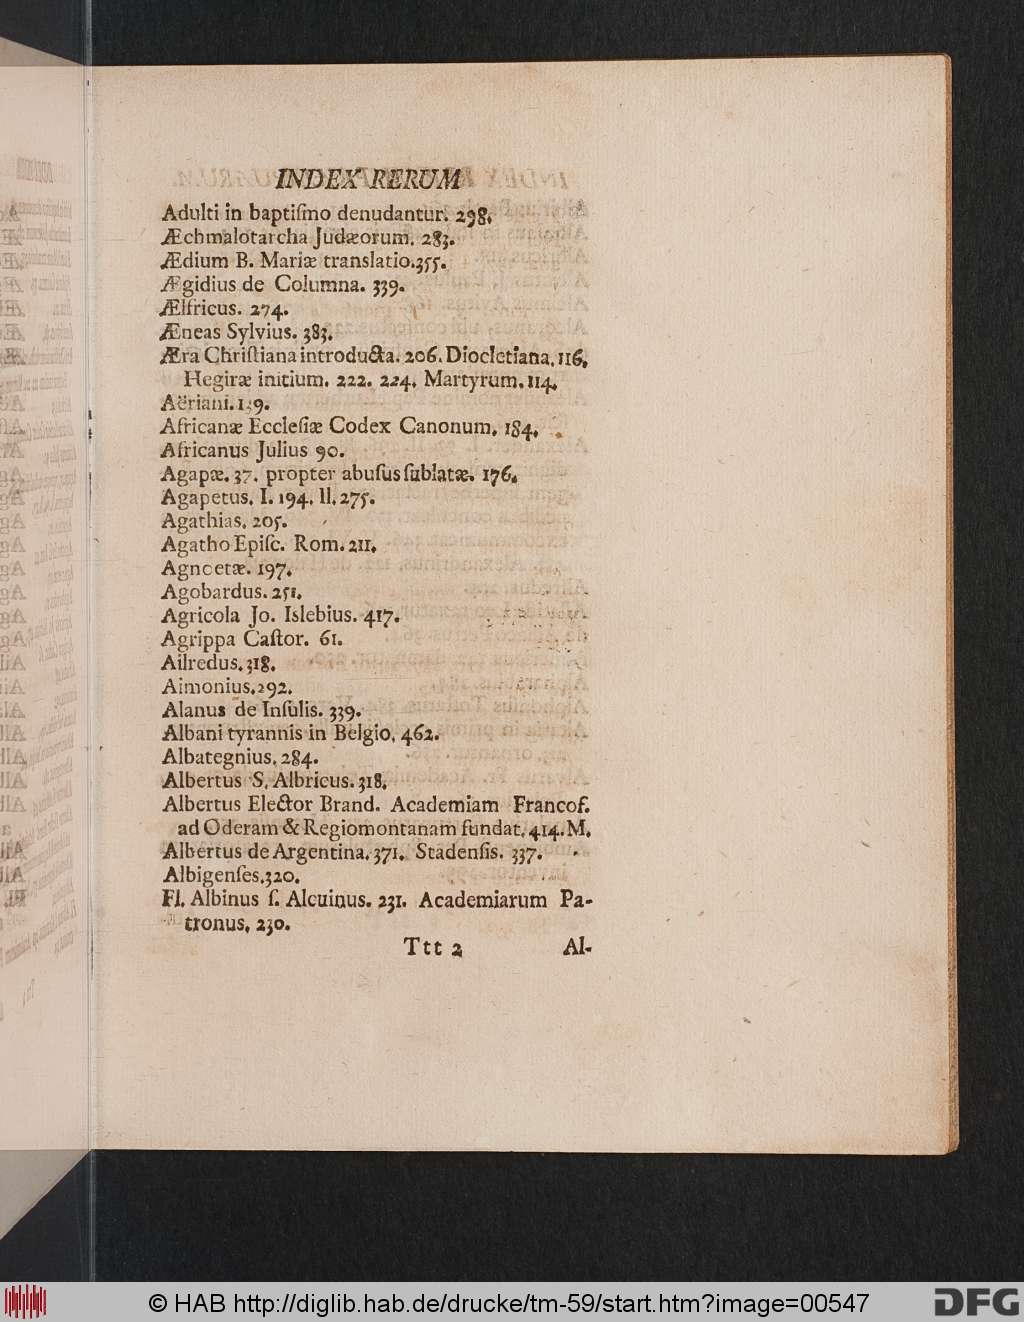 INDEX RERUM
Adulti in baptiſmo denudantur. 298.
Æchmalotarcha Judæorum. 283.
Ædium B. Mariæ translatio. 355.
Ægidius de Columna. 339.
Ælfricus. 274.
Æneas Sylvius. 383.
Æra Chriſtiana introducta. 206. Diocletiana, 116,
Hegiræ initium. 222. 224. Martyrum. 114.
Aëriani. 139.
Africanæ Eccleſiæ Codex Canonum, 184.
Africanus Julius 90.
Agapæ. 37. propter abuſus ſublatæ. 176.
Agapetus, I. 194. II. 275.
Agathias, 205.
Agatho Epiſc. Rom. 211.
Agnoetæ. 197.
Agobardus. 251.
Agricola Jo. Islebius. 417.
Agrippa Caſtor. 61.
Ailredus. 318.
Aimonius. 292.
Alanus de Inſulis. 339.
Albani tyrannis in Belgio, 462.
Albategnius, 284.
Albertus S. Albricus. 318.
Albertus Elector Brand. Academiam Francof.
ad Oderam & Regiomontanam fundat. 414. M.
Albertus de Argentina. 371. Stadenſis. 337.
Albigenſes. 320.
Fl. Albinus ſ. Alcuinus. 231. Academiarum Pa-
tronus, 230.
Ttt 2 Al-
© HAB http://diglib.hab.de/drucke/tm-59/start.htm?image=00547
DFG